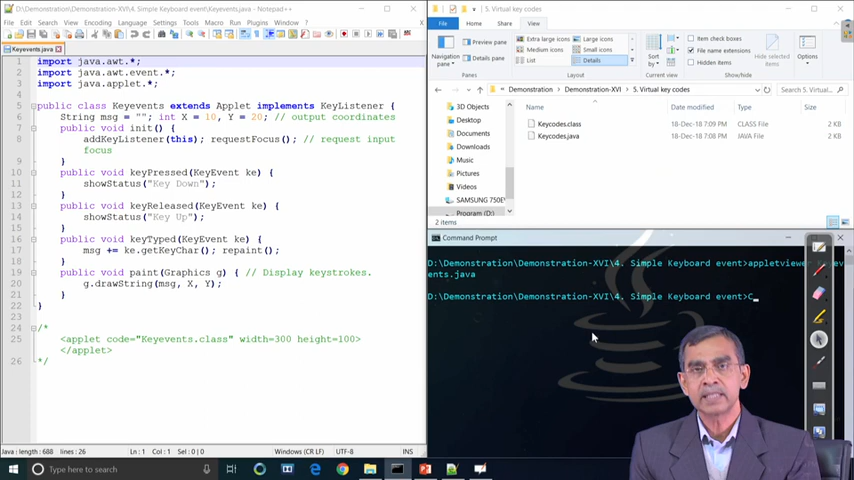 D:\Demonstration\Demonstration-XVI\4. Simple Keyboard event\Keyevents.java - Notepad++
File Edit Search View Encoding Language Settings Tools Macro Run Plugins Window ?
Keyevents.java
1 import java.awt.*;
2 import java.awt.event.*;
3 import java.applet.*;
4
5 public class Keyevents extends Applet implements KeyListener {
6 String msg = ""; int X = 10, Y = 20; // output coordinates
7 public void init() {
8 addKeyListener(this); requestFocus(); // request input
focus
9 }
10 public void keyPressed(KeyEvent ke) {
11 showStatus("Key Down");
12 }
13 public void keyReleased(KeyEvent ke) {
14 showStatus("Key Up");
15 }
16 public void keyTyped(KeyEvent ke) {
17 msg += ke.getKeyChar(); repaint();
18 }
19 public void paint(Graphics g) { // Display keystrokes.
20 g.drawString(msg, X, Y);
21 }
22 }
23
24 /*
25 <applet code="Keyevents.class" width=300 height=100>
</applet>
26 */
Java length : 688 lines : 26 Ln : 1 Col : 1 Sel : 0 | 0 Windows (CR LF) UTF-8 INS
5. Virtual key codes
File Home Share View
Navigation pane
Preview pane
Details pane
Panes
Extra large icons Large icons
Medium icons Small icons
List Details
Layout
Sort by
Current view
Item check boxes
File name extensions
Hidden items
Show/hide
Hide selected items
Options
Demonstration > Demonstration-XVI > 5. Virtual key codes
Search 5. Virtual...
3D Objects
Desktop
Documents
Downloads
Music
Pictures
Videos
SAMSUNG 750E
Program (D:)
Name Date modified Type Size
Keycodes.class 18-Dec-18 7:09 PM CLASS File 2 KB
Keycodes.java 18-Dec-18 7:08 PM JAVA File 2 KB
2 items
Command Prompt
D:\Demonstration\Demonstration-XVI\4. Simple Keyboard event>appletviewer Keyev
ents.java
D:\Demonstration\Demonstration-XVI\4. Simple Keyboard event>C_
Type here to search